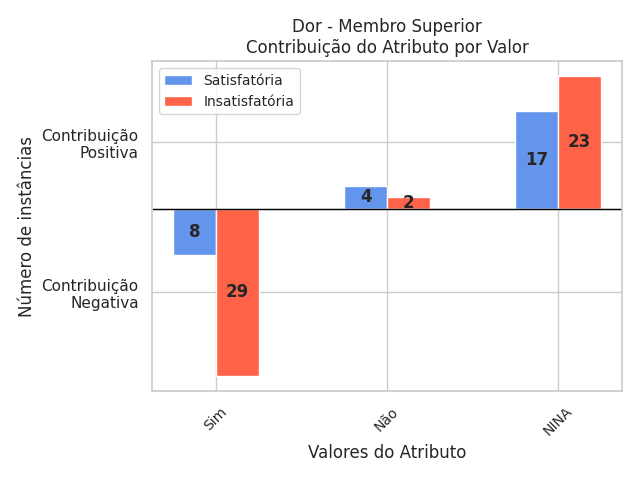 Dor - Membro Superior
Contribuição do Atributo por Valor
Satisfatória
Insatisfatória
Contribuição
Positiva
Contribuição
Negativa
Número de instâncias
8
29
4
2
17
23
Sim
Não
NINA
Valores do Atributo